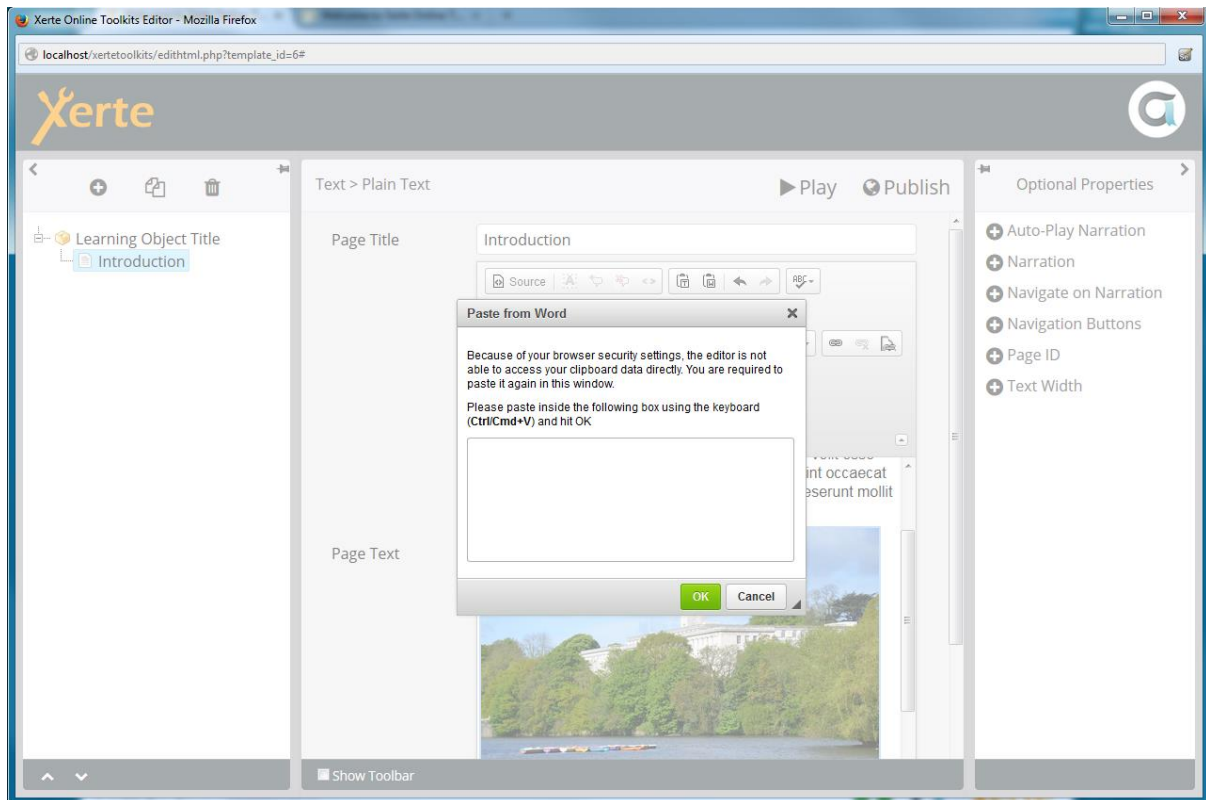 Xerte Online Toolkits Editor - Mozilla Firefox
localhost/xertetoolkits/edithtml.php?template_id=6#
Xerte
Text > Plain Text
Play
Publish
Optional Properties
Learning Object Title
Introduction
Page Title
Introduction
Source
ABC
Auto-Play Narration
Narration
Navigate on Narration
Navigation Buttons
Page ID
Text Width
Paste from Word
Because of your browser security settings, the editor is not
able to access your clipboard data directly. You are required to
paste it again in this window.
Please paste inside the following box using the keyboard
(Ctrl/Cmd+V) and hit OK
int occaecat
eserunt mollit
Page Text
OK
Cancel
Show Toolbar